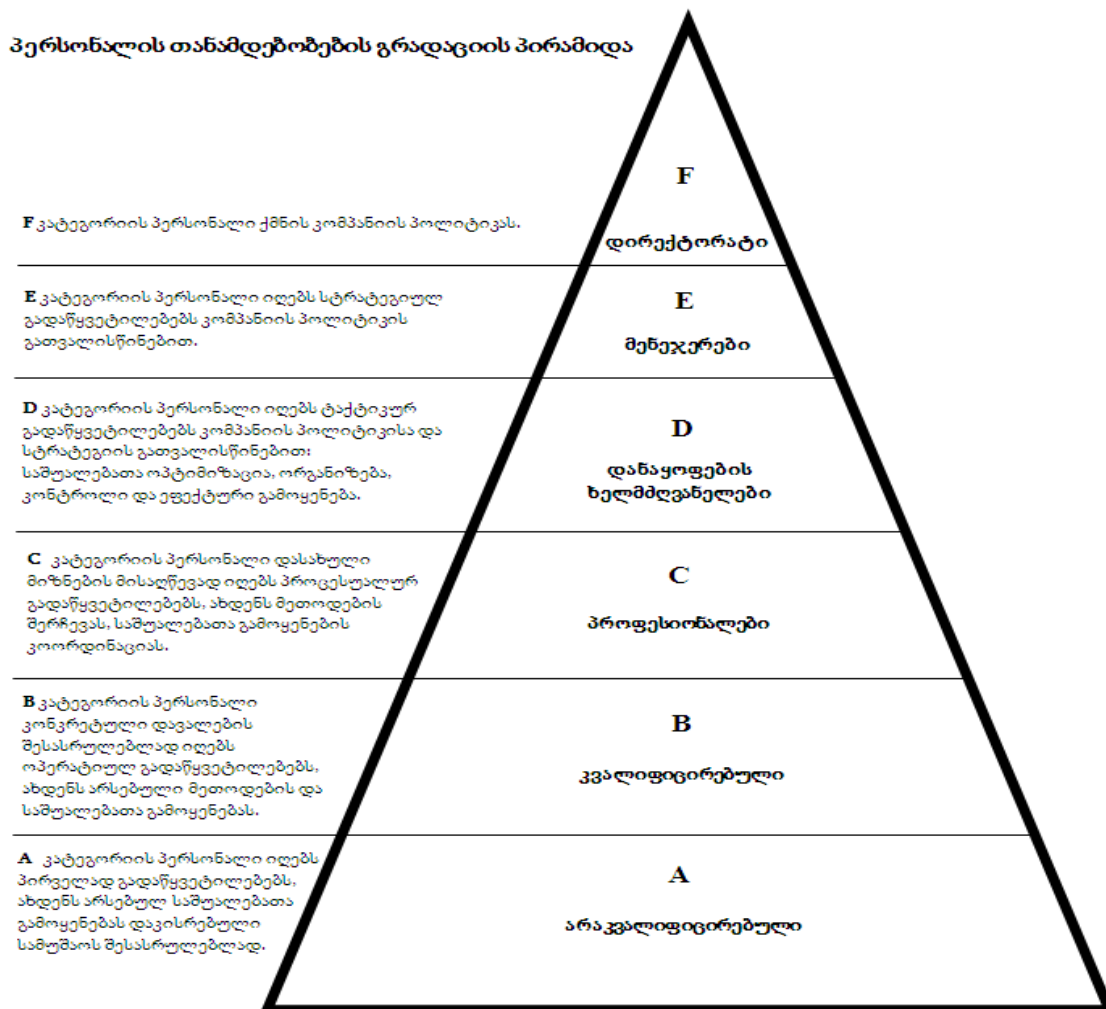 პერსონალის თანამდებობების გრადაციის პირამიდა
F
F კატეგორიის პერსონალი ქმნის კომპანიის პოლიტიკას.
დირექტორატი
E კატეგორიის პერსონალი იღებს სტრატეგიულ
გადაწყვეტილებებს კომპანიის პოლიტიკის
გათვალისწინებით.
E
მენეჯერები
D კატეგორიის პერსონალი იღებს ტაქტიკურ
გადაწყვეტილებებს კომპანიის პოლიტიკისა და
სტრატეგიის გათვალისწინებით:
საშუალებათა ოპტიმიზაცია, ორგანიზება,
კონტროლი და ეფექტური გამოყენება.
D
დანაყოფების
ხელმძღვანელები
C კატეგორიის პერსონალი დასახული
მიზნების მისაღწევად იღებს პროცესუალურ
გადაწყვეტილებებს, ახდენს მეთოდების
შერჩევას, საშუალებათა გამოყენების
კოორდინაციას.
C
პროფესიონალები
B კატეგორიის პერსონალი
კონკრეტული დავალების
შესასრულებლად იღებს
ოპერატიულ გადაწყვეტილებებს,
ახდენს არსებული მეთოდების და
საშუალებათა გამოყენებას.
B
კვალიფიცირებული
A კატეგორიის პერსონალი იღებს
პირველად გადაწყვეტილებებს,
ახდენს არსებულ საშუალებათა
გამოყენებას დაკისრებული
სამუშაოს შესასრულებლად.
A
არაკვალიფიცირებული